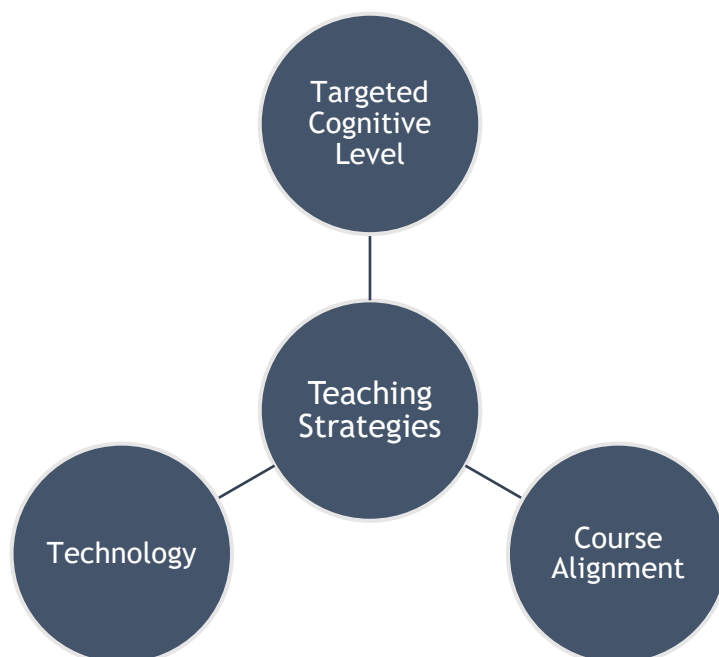 Targeted
Cognitive
Level
Teaching
Strategies
Technology
Course
Alignment